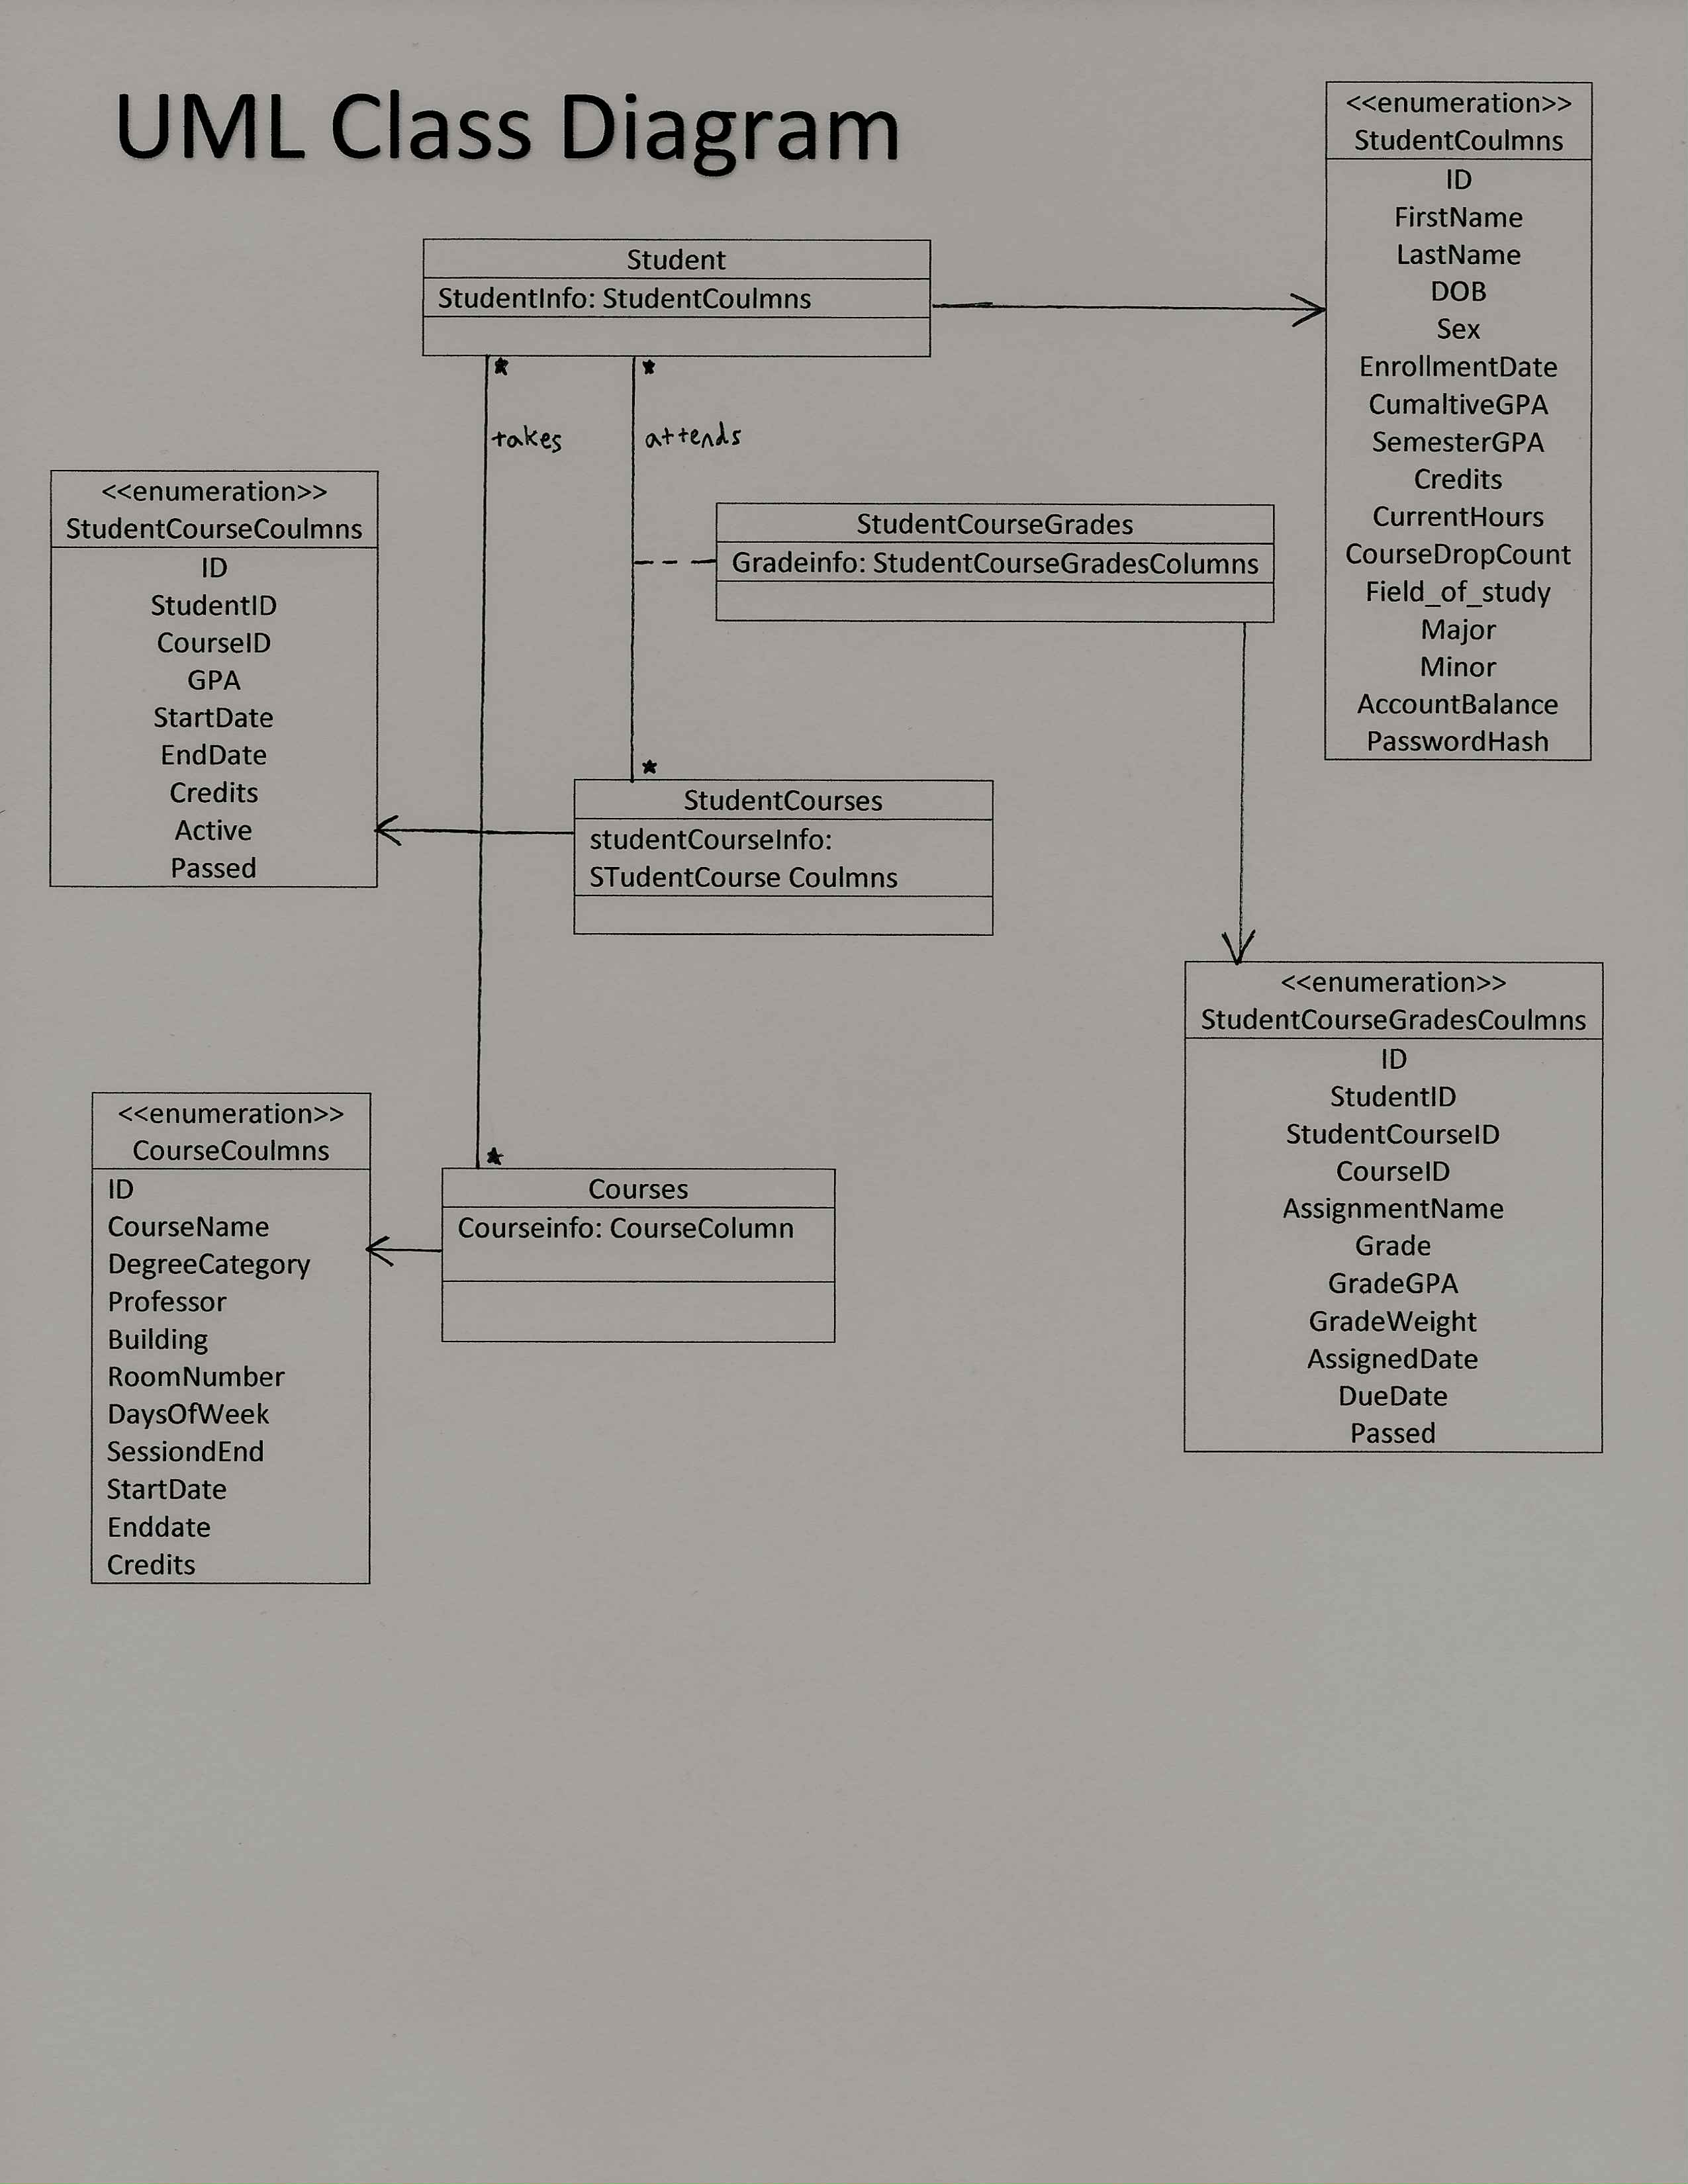 UML Class Diagram
<<enumeration>>
StudentCoulmns
ID
FirstName
LastName
DOB
Sex
EnrollmentDate
CumaltiveGPA
SemesterGPA
Credits
CurrentHours
CourseDropCount
Field_of_study
Major
Minor
AccountBalance
PasswordHash
Student
StudentInfo: StudentCoulmns
*
*
takes
attends
<<enumeration>>
StudentCourseCoulmns
ID
StudentID
CourseID
GPA
StartDate
EndDate
Credits
Active
Passed
StudentCourseGrades
Gradeinfo: StudentCourseGradesColumns
*
StudentCourses
studentCourseInfo:
STudentCourse Coulmns
<<enumeration>>
StudentCourseGradesCoulmns
ID
StudentID
StudentCourseID
CourseID
AssignmentName
Grade
GradeGPA
GradeWeight
AssignedDate
DueDate
Passed
<<enumeration>>
CourseCoulmns
ID
CourseName
DegreeCategory
Professor
Building
RoomNumber
DaysOfWeek
SessiondEnd
StartDate
Enddate
Credits
*
Courses
Courseinfo: CourseColumn